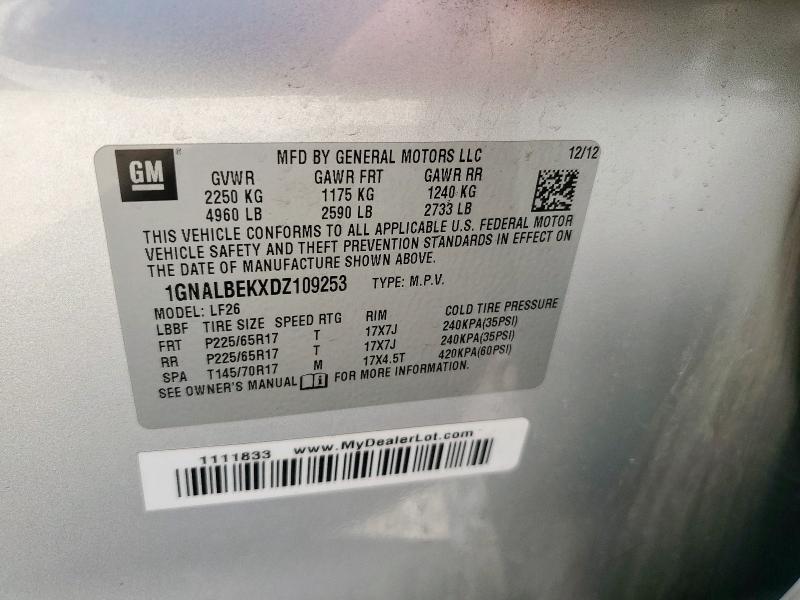 GM ®
MFD BY GENERAL MOTORS LLC 12/12
GVWR GAWR FRT GAWR RR
2250 KG 1175 KG 1240 KG
4960 LB 2590 LB 2733 LB
THIS VEHICLE CONFORMS TO ALL APPLICABLE U.S. FEDERAL MOTOR
VEHICLE SAFETY AND THEFT PREVENTION STANDARDS IN EFFECT ON
THE DATE OF MANUFACTURE SHOWN ABOVE.
1GNALBEKXDZ109253 TYPE: M.P.V.
MODEL: LF26
LBBF TIRE SIZE SPEED RTG RIM COLD TIRE PRESSURE
FRT P225/65R17 T 17X7J 240KPA(35PSI)
RR P225/65R17 T 17X7J 240KPA(35PSI)
SPA T145/70R17 M 17X4.5T 420KPA(60PSI)
SEE OWNER'S MANUAL FOR MORE INFORMATION.
1111833 www.MyDealerLot.com